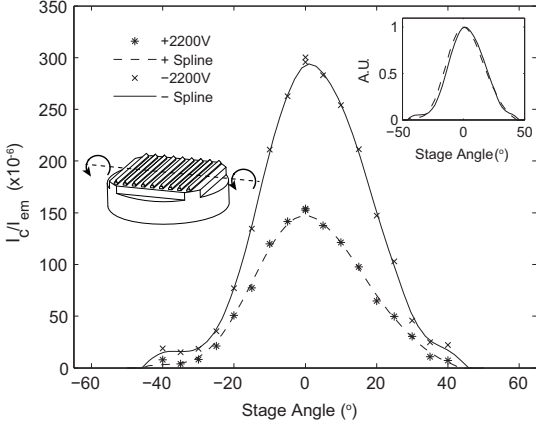 350
300
250
200
150
100
50
0
I_C/I_em (x10^-6)
−60
−40
−20
0
20
40
60
Stage Angle (°)
+2200V
+ Spline
−2200V
− Spline
1
0.5
0
A.U.
−50
0
50
Stage Angle(°)